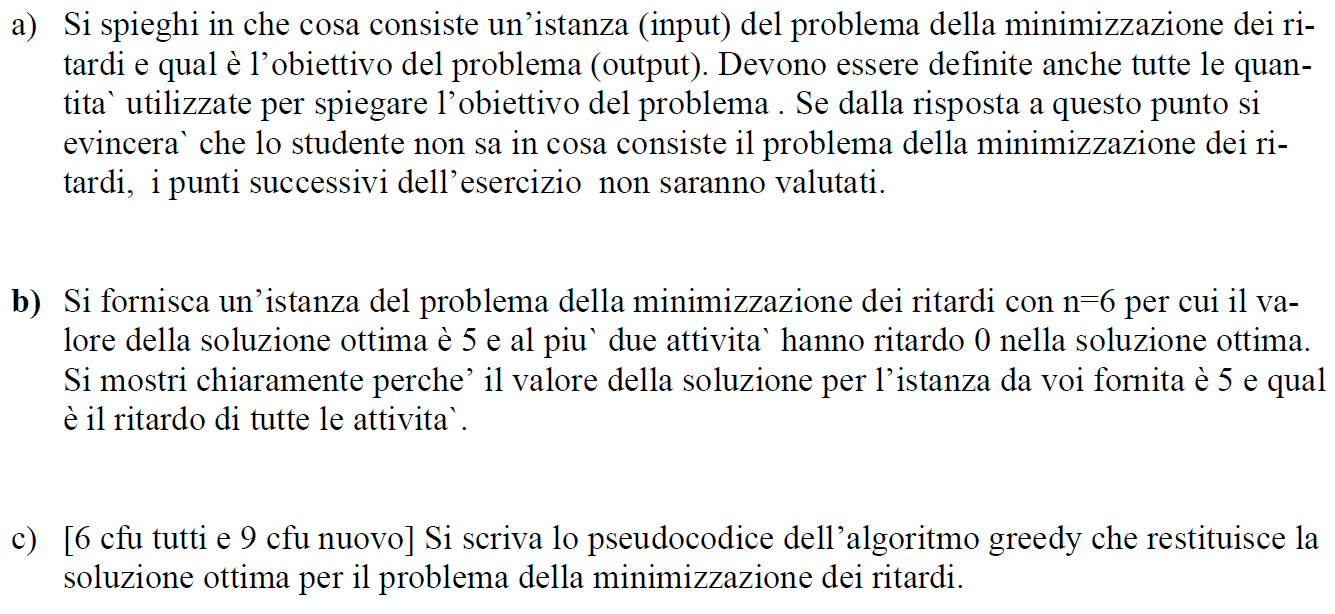 a) Si spieghi in che cosa consiste un’istanza (input) del problema della minimizzazione dei ri-
tardi e qual è l’obiettivo del problema (output). Devono essere definite anche tutte le quan-
tita` utilizzate per spiegare l’obiettivo del problema . Se dalla risposta a questo punto si
evincera` che lo studente non sa in cosa consiste il problema della minimizzazione dei ri-
tardi, i punti successivi dell’esercizio non saranno valutati.
b) Si fornisca un’istanza del problema della minimizzazione dei ritardi con n=6 per cui il va-
lore della soluzione ottima è 5 e al piu` due attivita` hanno ritardo 0 nella soluzione ottima.
Si mostri chiaramente perche’ il valore della soluzione per l’istanza da voi fornita è 5 e qual
è il ritardo di tutte le attivita`.
c) [6 cfu tutti e 9 cfu nuovo] Si scriva lo pseudocodice dell’algoritmo greedy che restituisce la
soluzione ottima per il problema della minimizzazione dei ritardi.